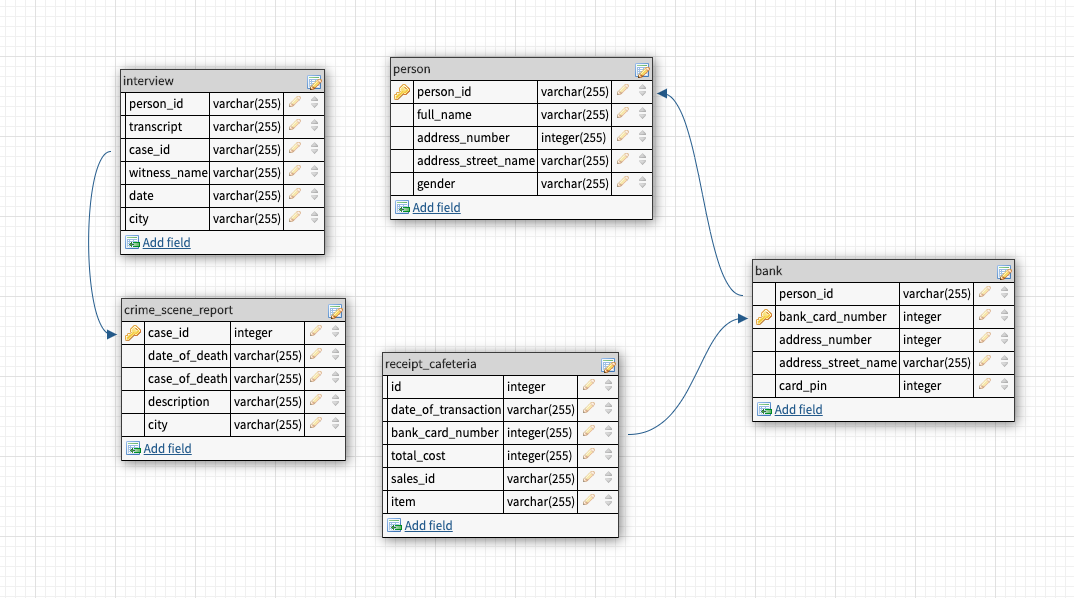 interview
person_id varchar(255)
transcript varchar(255)
case_id varchar(255)
witness_name varchar(255)
date varchar(255)
city varchar(255)
Add field
person
person_id varchar(255)
full_name varchar(255)
address_number integer(255)
address_street_name varchar(255)
gender varchar(255)
Add field
bank
person_id varchar(255)
bank_card_number integer
address_number integer
address_street_name varchar(255)
card_pin integer
Add field
crime_scene_report
case_id integer
date_of_death varchar(255)
case_of_death varchar(255)
description varchar(255)
city varchar(255)
Add field
receipt_cafeteria
id integer
date_of_transaction varchar(255)
bank_card_number integer(255)
total_cost integer(255)
sales_id varchar(255)
item varchar(255)
Add field